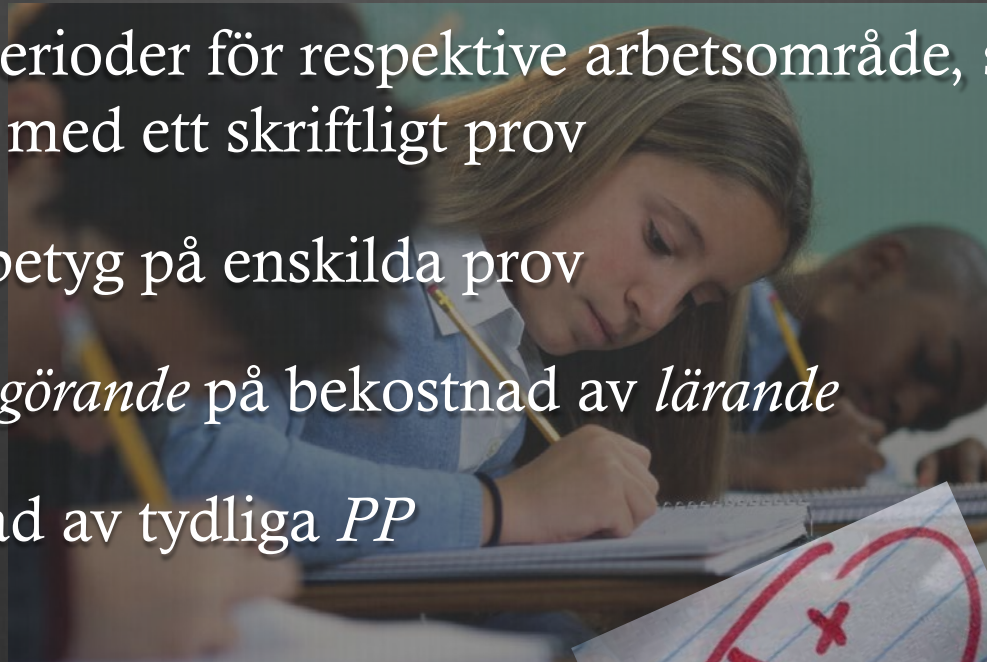 erioder för respektive arbetsområde, s
med ett skriftligt prov
betyg på enskilda prov
görande på bekostnad av lärande
ad av tydliga PP